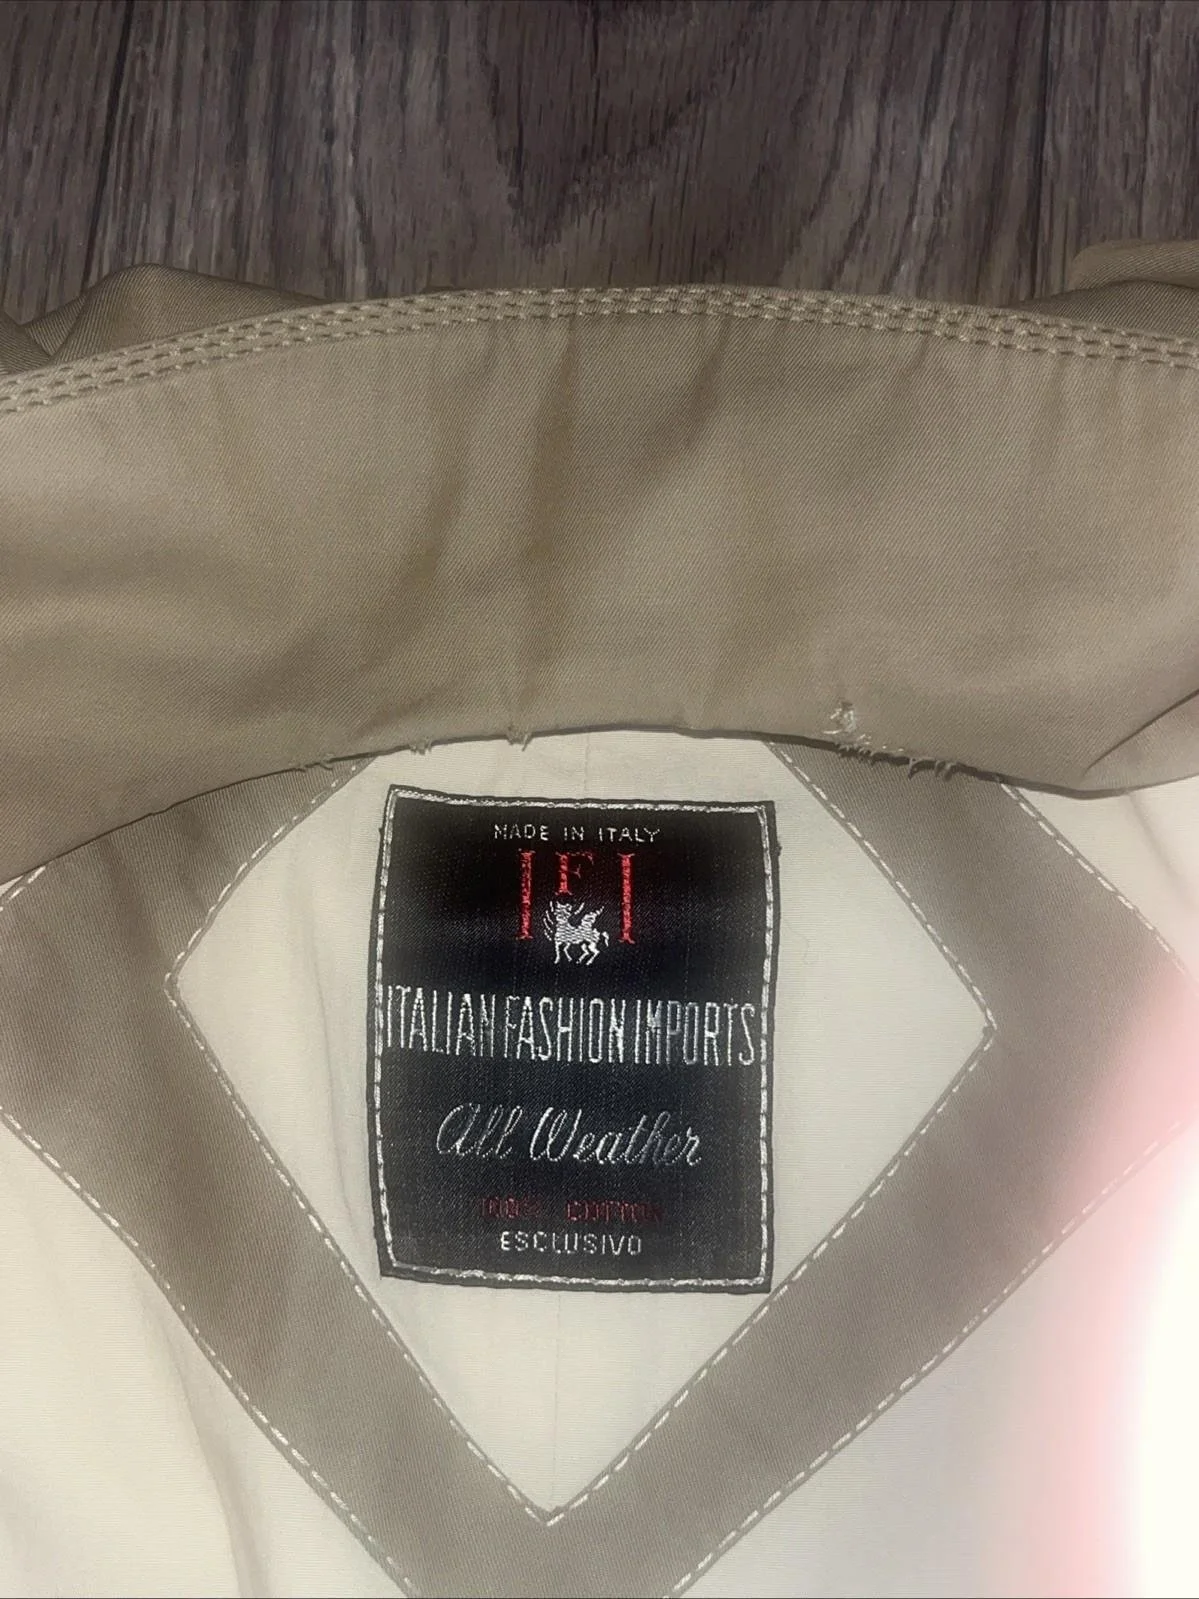 MADE IN ITALY
IFI
ITALIAN FASHION IMPORTS
All Weather
100% COTTON
ESCLUSIVO